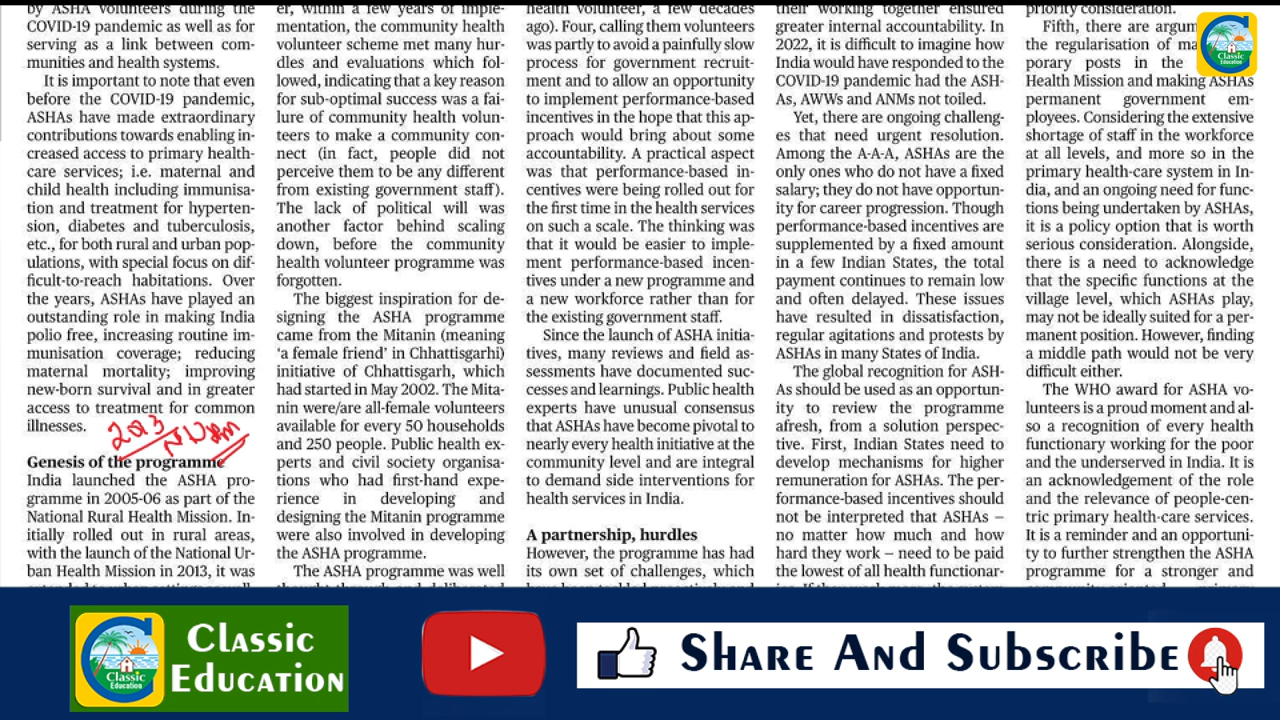 by ASHA volunteers during the
COVID-19 pandemic as well as for
serving as a link between com-
munities and health systems.
It is important to note that even
before the COVID-19 pandemic,
ASHAs have made extraordinary
contributions towards enabling in-
creased access to primary health-
care services; i.e. maternal and
child health including immunisa-
tion and treatment for hyperten-
sion, diabetes and tuberculosis,
etc., for both rural and urban pop-
ulations, with special focus on dif-
ficult-to-reach habitations. Over
the years, ASHAs have played an
outstanding role in making India
polio free, increasing routine im-
munisation coverage; reducing
maternal mortality; improving
new-born survival and in greater
access to treatment for common
illnesses.
2013
NUHM
Genesis of the programme
India launched the ASHA pro-
gramme in 2005-06 as part of the
National Rural Health Mission. In-
itially rolled out in rural areas,
with the launch of the National Ur-
ban Health Mission in 2013, it was
er, within a few years of imple-
mentation, the community health
volunteer scheme met many hur-
dles and evaluations which fol-
lowed, indicating that a key reason
for sub-optimal success was a fai-
lure of community health volun-
teers to make a community con-
nect (in fact, people did not
perceive them to be any different
from existing government staff).
The lack of political will was
another factor behind scaling
down, before the community
health volunteer programme was
forgotten.
The biggest inspiration for de-
signing the ASHA programme
came from the Mitanin (meaning
‘a female friend’ in Chhattisgarhi)
initiative of Chhattisgarh, which
had started in May 2002. The Mita-
nin were/are all-female volunteers
available for every 50 households
and 250 people. Public health ex-
perts and civil society organisa-
tions who had first-hand expe-
rience in developing and
designing the Mitanin programme
were also involved in developing
the ASHA programme.
The ASHA programme was well
health volunteer, a few decades
ago). Four, calling them volunteers
was partly to avoid a painfully slow
process for government recruit-
ment and to allow an opportunity
to implement performance-based
incentives in the hope that this ap-
proach would bring about some
accountability. A practical aspect
was that performance-based in-
centives were being rolled out for
the first time in the health services
on such a scale. The thinking was
that it would be easier to imple-
ment performance-based incen-
tives under a new programme and
a new workforce rather than for
the existing government staff.
Since the launch of ASHA initia-
tives, many reviews and field as-
sessments have documented suc-
cesses and learnings. Public health
experts have unusual consensus
that ASHAs have become pivotal to
nearly every health initiative at the
community level and are integral
to demand side interventions for
health services in India.
A partnership, hurdles
However, the programme has had
its own set of challenges, which
their working together ensured
greater internal accountability. In
2022, it is difficult to imagine how
India would have responded to the
COVID-19 pandemic had the ASH-
As, AWWs and ANMs not toiled.
Yet, there are ongoing challeng-
es that need urgent resolution.
Among the A-A-A, ASHAs are the
only ones who do not have a fixed
salary; they do not have opportun-
ity for career progression. Though
performance-based incentives are
supplemented by a fixed amount
in a few Indian States, the total
payment continues to remain low
and often delayed. These issues
have resulted in dissatisfaction,
regular agitations and protests by
ASHAs in many States of India.
The global recognition for ASH-
As should be used as an opportun-
ity to review the programme
afresh, from a solution perspec-
tive. First, Indian States need to
develop mechanisms for higher
remuneration for ASHAs. The per-
formance-based incentives should
not be interpreted that ASHAs –
no matter how much and how
hard they work – need to be paid
the lowest of all health functionar-
priority consideration.
Fifth, there are
the regularisation of
porary posts in the
Health Mission and making ASHAs
permanent government em-
ployees. Considering the extensive
shortage of staff in the workforce
at all levels, and more so in the
primary health-care system in In-
dia, and an ongoing need for func-
tions being undertaken by ASHAs,
it is a policy option that is worth
serious consideration. Alongside,
there is a need to acknowledge
that the specific functions at the
village level, which ASHAs play,
may not be ideally suited for a per-
manent position. However, finding
a middle path would not be very
difficult either.
The WHO award for ASHA vo-
lunteers is a proud moment and al-
so a recognition of every health
functionary working for the poor
and the underserved in India. It is
an acknowledgement of the role
and the relevance of people-cen-
tric primary health-care services.
It is a reminder and an opportuni-
ty to further strengthen the ASHA
programme for a stronger and
Classic
Education
Classic
Education
Classic
Education
Share And Subscribe